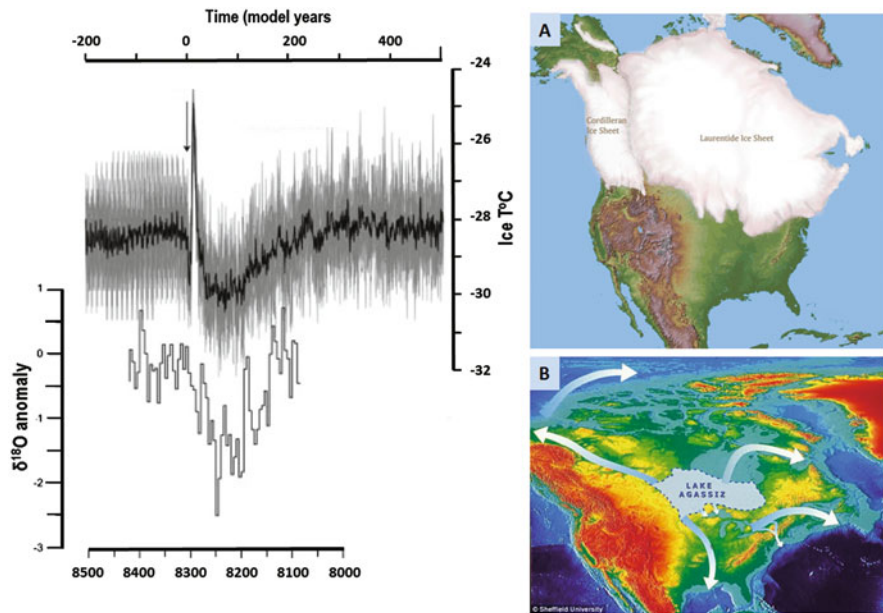 Time (model years
-200 0 200 400
-24
-26
-28
-30
-32
Ice TºC
1
0
-1
-2
-3
δ18O anomaly
8500 8400 8300 8200 8100 8000
A
Cordilleran
Ice Sheet
Laurentide Ice Sheet
B
LAKE
AGASSIZ
© Sheffield University